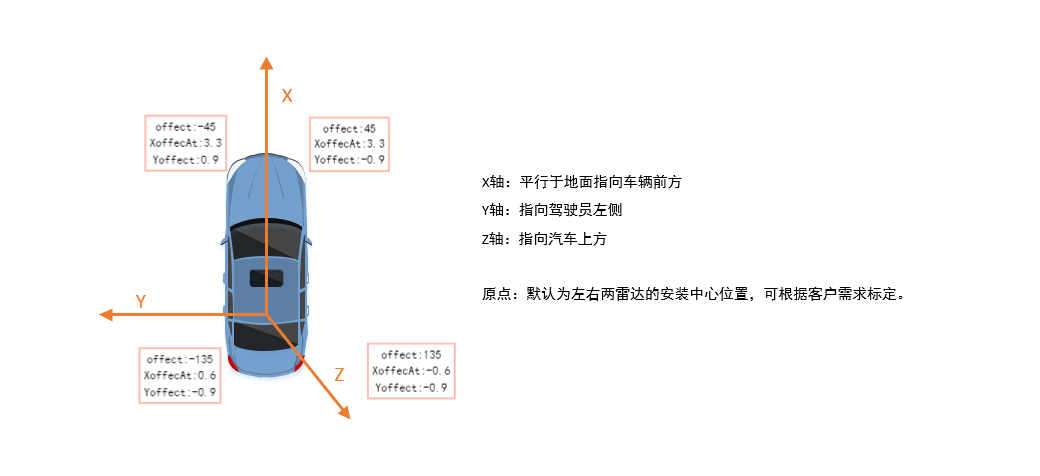 X
offect:-45
XoffecAt:3.3
Yoffect:0.9
offect:45
XoffecAt:3.3
Yoffect:-0.9
X轴：平行于地面指向车辆前方
Y轴：指向驾驶员左侧
Z轴：指向汽车上方
原点：默认为左右两雷达的安装中心位置，可根据客户需求标定。
Y
Z
offect:-135
XoffecAt:0.6
Yoffect:-0.9
offect:135
XoffecAt:-0.6
Yoffect:-0.9